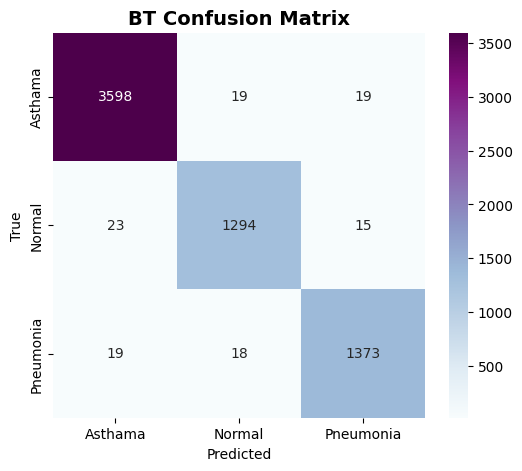 BT Confusion Matrix
True
Asthama
3598 19 19
Normal
23 1294 15
Pneumonia
19 18 1373
Asthama Normal Pneumonia
Predicted
3500
3000
2500
2000
1500
1000
500